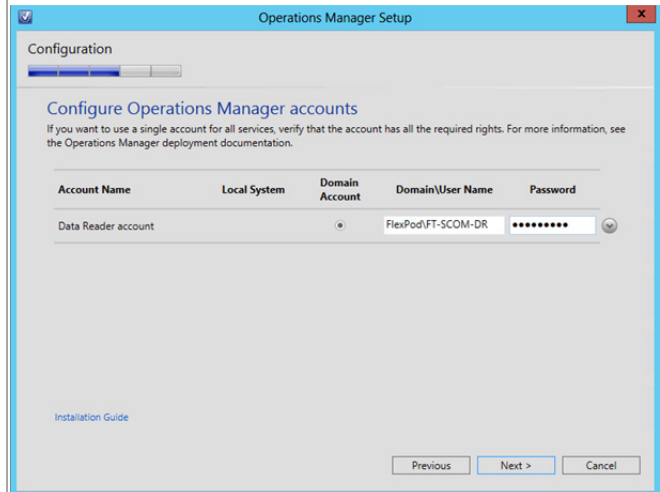 Operations Manager Setup
x
Configuration
Configure Operations Manager accounts
If you want to use a single account for all services, verify that the account has all the required rights. For more information, see
the Operations Manager deployment documentation.
Account Name Local System Domain Account Domain\User Name Password
Data Reader account FlexPod\FT-SCOM-DR •••••••••
Installation Guide
Previous Next > Cancel